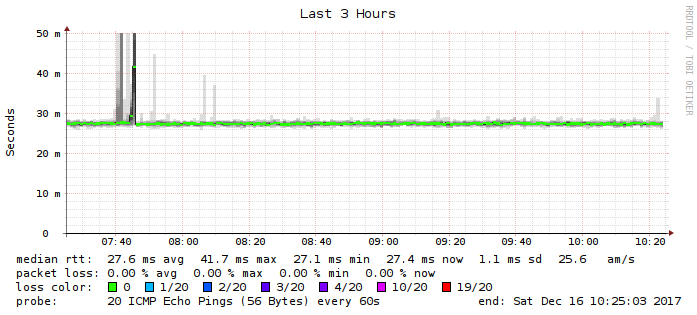 Last 3 Hours
RRDTOOL / TOBI OETIKER
Seconds
50 m
40 m
30 m
20 m
10 m
0
07:40 08:00 08:20 08:40 09:00 09:20 09:40 10:00 10:20
median rtt: 27.6 ms avg 41.7 ms max 27.1 ms min 27.4 ms now 1.1 ms sd 25.6 am/s
packet loss: 0.00 % avg 0.00 % max 0.00 % min 0.00 % now
loss color: 0 1/20 2/20 3/20 4/20 10/20 19/20
probe: 20 ICMP Echo Pings (56 Bytes) every 60s end: Sat Dec 16 10:25:03 2017